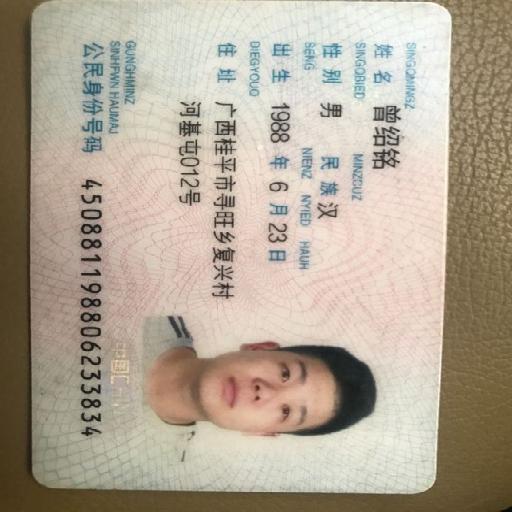 SINGQMINGZ
姓名 曾绍铭
SINGQBIED MINZCUZ
性别 男 民族 汉
SENG NIENZ NYIED HAUH
出生 1988 年 6 月 23 日
DIEGYOUQ
住址 广西桂平市寻旺乡复兴村
河基屯012号
GUNGHMINZ
SINHFWN HAUMAJ
公民身份号码 450881198806233834